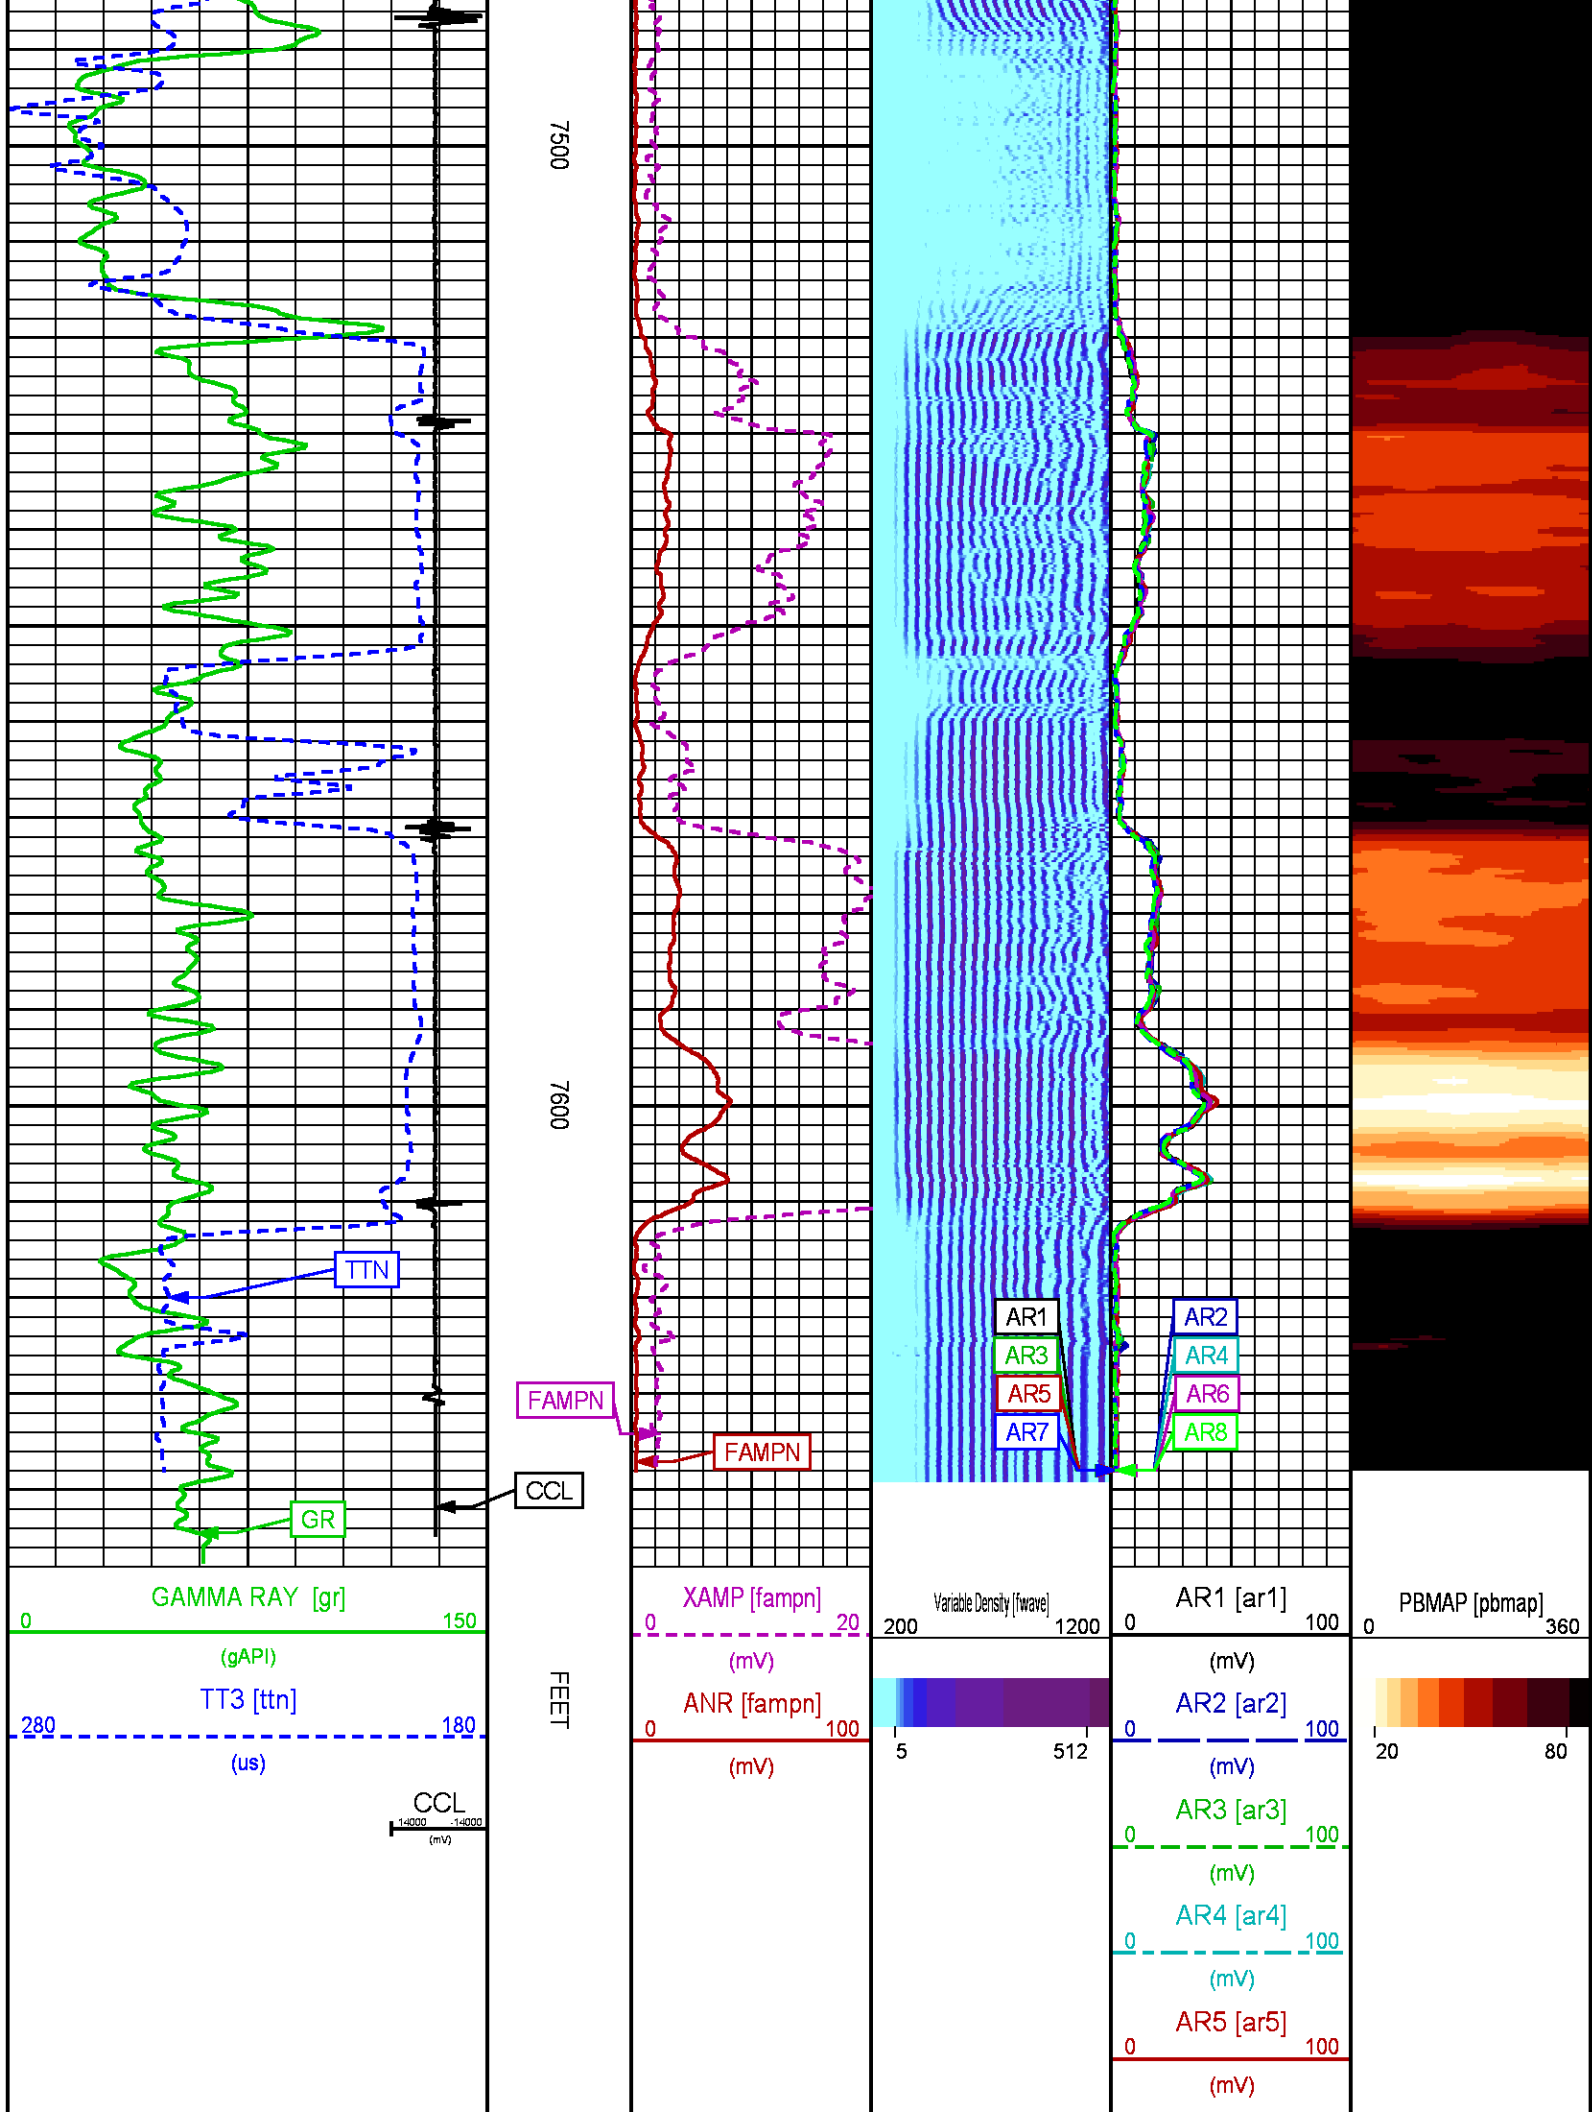 7500
7600
TTN
AR1
AR2
AR3
AR4
FAMPN
AR5
AR6
AR7
AR8
FAMPN
CCL
GR
GAMMA RAY [gr]
0 150
(gAPI)
TT3 [ttn]
280 180
(us)
CCL
14000 -14000
(mV)
FEET
XAMP [fampn]
0 20
(mV)
ANR [fampn]
0 100
(mV)
Variable Density [fwave]
200 1200
5 512
AR1 [ar1]
0 100
(mV)
AR2 [ar2]
0 100
(mV)
AR3 [ar3]
0 100
(mV)
AR4 [ar4]
0 100
(mV)
AR5 [ar5]
0 100
(mV)
PBMAP [pbmap]
0 360
20 80